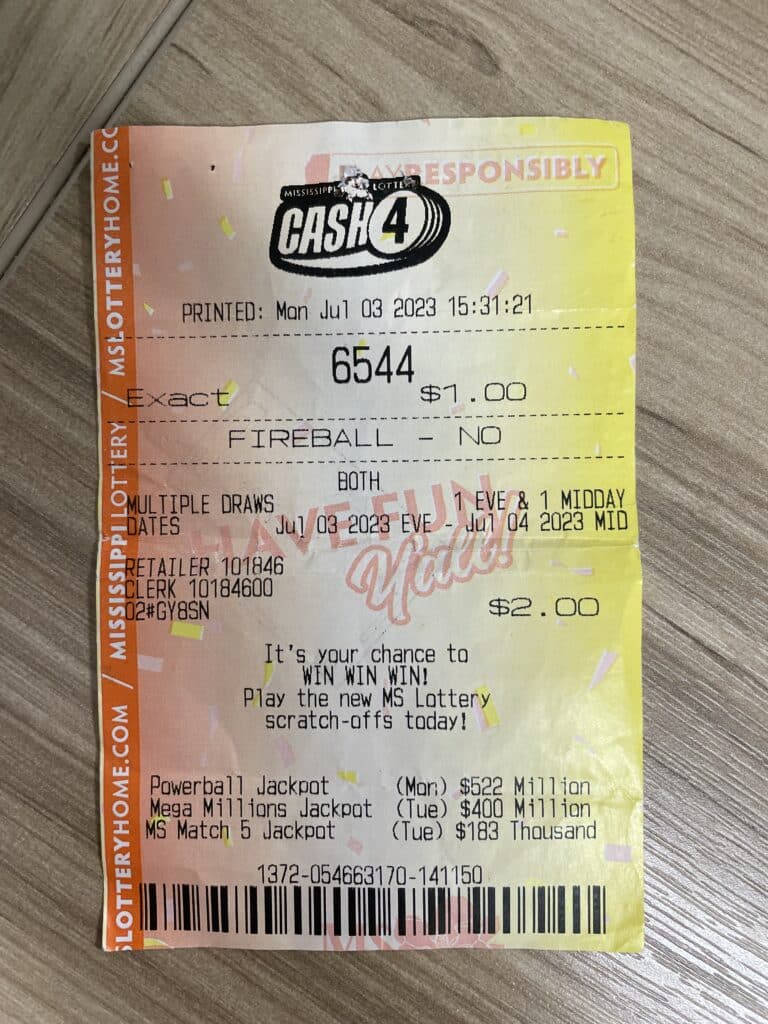 PLAY RESPONSIBLY
MISSISSIPPI LOTTERY
CASH 4
PRINTED: Mon Jul 03 2023 15:31:21
6544
Exact $1.00
FIREBALL - NO
BOTH
MULTIPLE DRAWS 1 EVE & 1 MIDDAY
DATES Jul 03 2023 EVE - Jul 04 2023 MID
HAVE FUN
Y'all!
RETAILER 101846
CLERK 10184600
02#GY8SN
$2.00
It's your chance to
WIN WIN WIN!
Play the new MS Lottery
scratch-offs today!
Powerball Jackpot (Mon) $522 Million
Mega Millions Jackpot (Tue) $400 Million
MS Match 5 Jackpot (Tue) $183 Thousand
1372-054663170-141150
SLOTTERYHOME.COM / MISSISSIPPI LOTTERY / MSLOTTERYHOME.CO